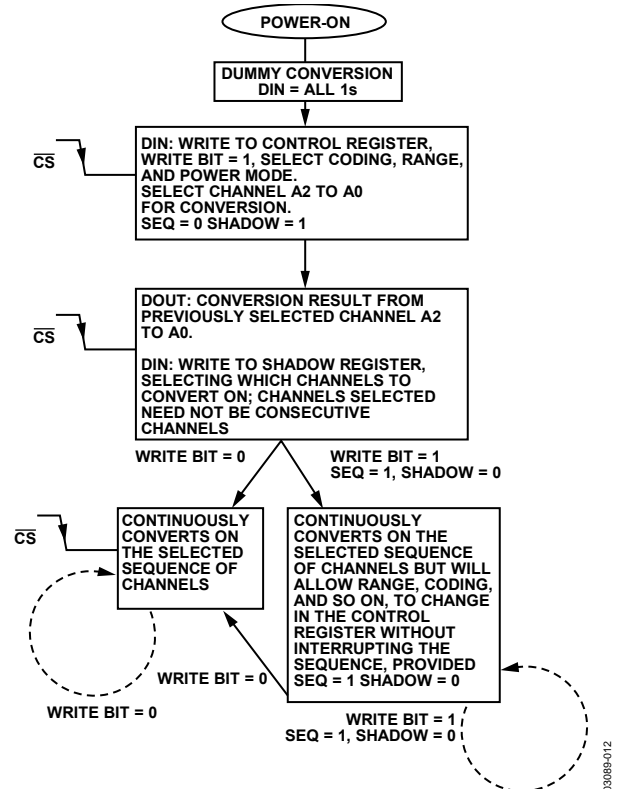 POWER-ON
DUMMY CONVERSION
DIN = ALL 1s
CS
DIN: WRITE TO CONTROL REGISTER,
WRITE BIT = 1, SELECT CODING, RANGE,
AND POWER MODE.
SELECT CHANNEL A2 TO A0
FOR CONVERSION.
SEQ = 0 SHADOW = 1
CS
DOUT: CONVERSION RESULT FROM
PREVIOUSLY SELECTED CHANNEL A2
TO A0.
DIN: WRITE TO SHADOW REGISTER,
SELECTING WHICH CHANNELS TO
CONVERT ON; CHANNELS SELECTED
NEED NOT BE CONSECUTIVE
CHANNELS
WRITE BIT = 0
WRITE BIT = 1
SEQ = 1, SHADOW = 0
CS
CONTINUOUSLY
CONVERTS ON
THE SELECTED
SEQUENCE OF
CHANNELS
CONTINUOUSLY
CONVERTS ON THE
SELECTED SEQUENCE
OF CHANNELS BUT WILL
ALLOW RANGE, CODING,
AND SO ON, TO CHANGE
IN THE CONTROL
REGISTER WITHOUT
INTERRUPTING THE
SEQUENCE, PROVIDED
SEQ = 1 SHADOW = 0
WRITE BIT = 0
WRITE BIT = 0
WRITE BIT = 1
SEQ = 1, SHADOW = 0
03089-012